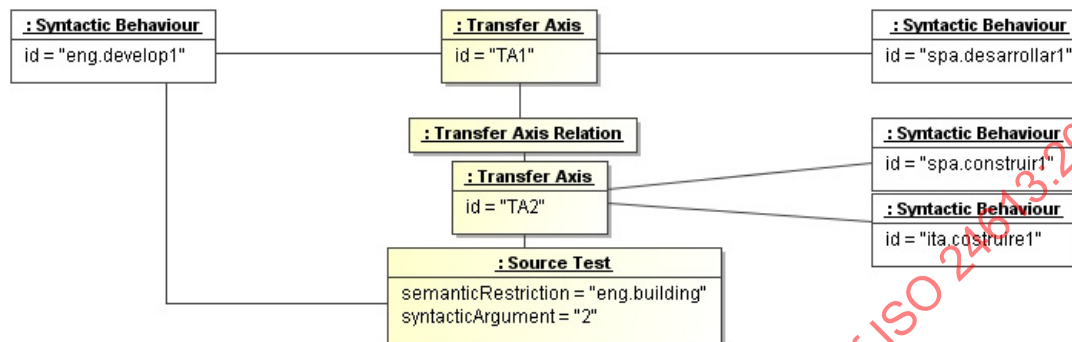 : Syntactic Behaviour
id = "eng.develop1"
: Transfer Axis
id = "TA1"
: Syntactic Behaviour
id = "spa.desarrollar1"
: Transfer Axis Relation
: Transfer Axis
id = "TA2"
: Syntactic Behaviour
id = "spa.construir1"
: Syntactic Behaviour
id = "ita.costruire1"
: Source Test
semanticRestriction = "eng.building"
syntacticArgument = "2"
ISO 24613:20